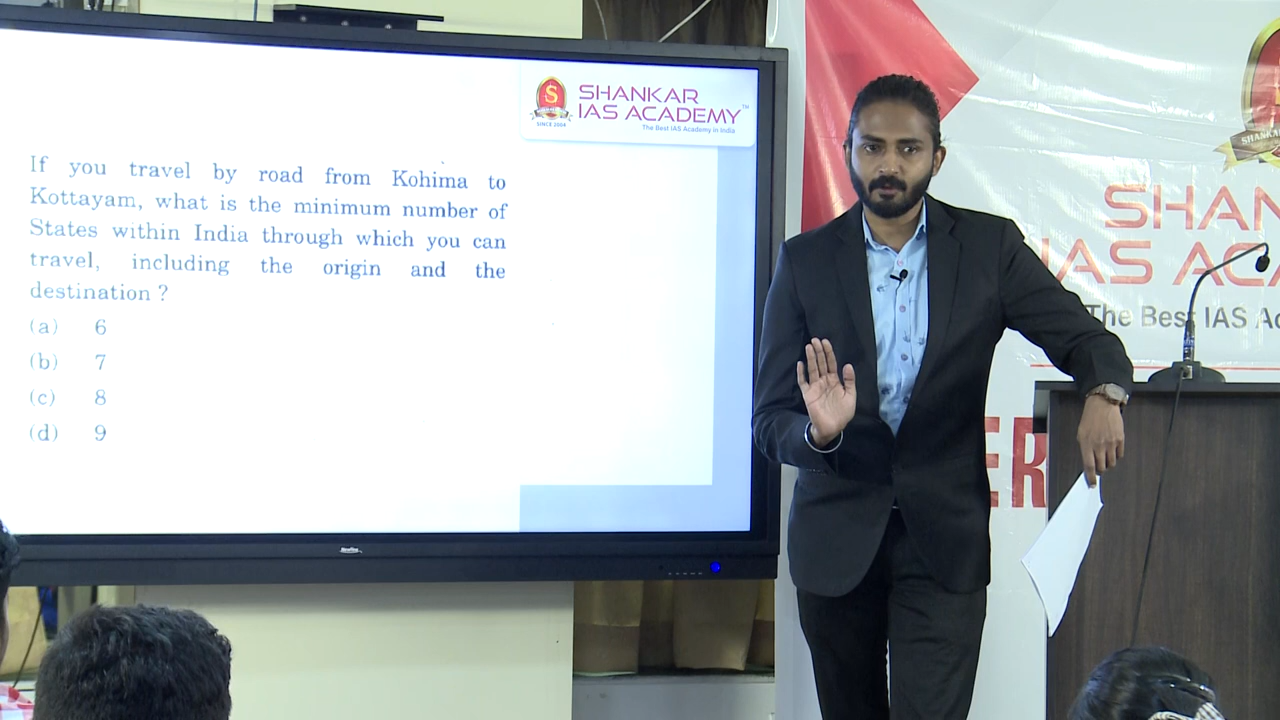 SHANKAR
IAS ACADEMY™
The Best IAS Academy in India
S
SINCE 2004
If you travel by road from Kohima to
Kottayam, what is the minimum number of
States within India through which you can
travel, including the origin and the
destination ?
(a) 6
(b) 7
(c) 8
(d) 9
SHAN
IAS AC
The Best IAS Ac
ER